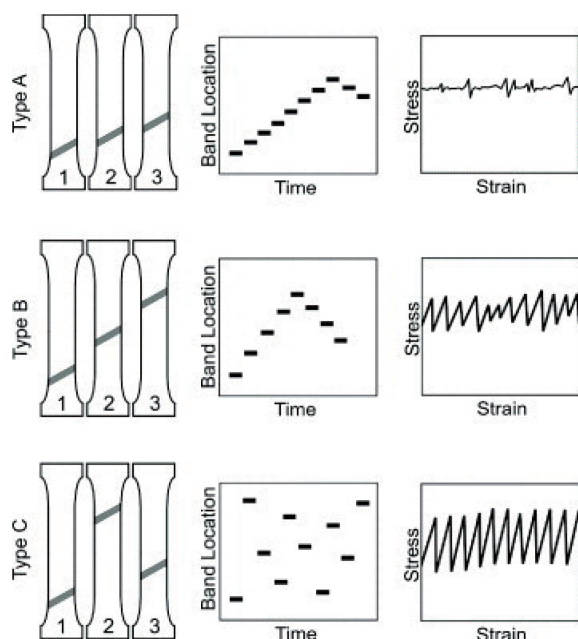 Type A
1 2 3
Band Location
Time
Stress
Strain
Type B
1 2 3
Band Location
Time
Stress
Strain
Type C
1 2 3
Band Location
Time
Stress
Strain